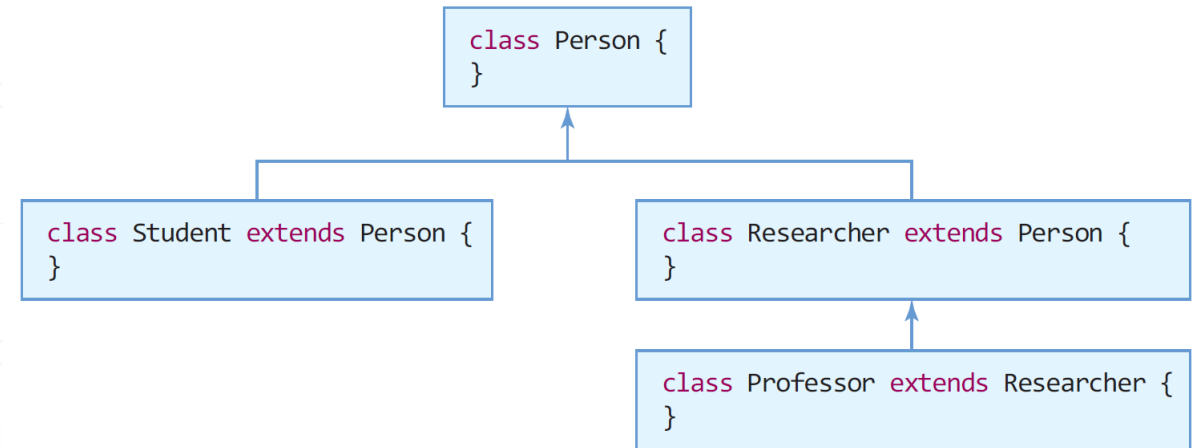 class Person {
}
class Student extends Person {
}
class Researcher extends Person {
}
class Professor extends Researcher {
}